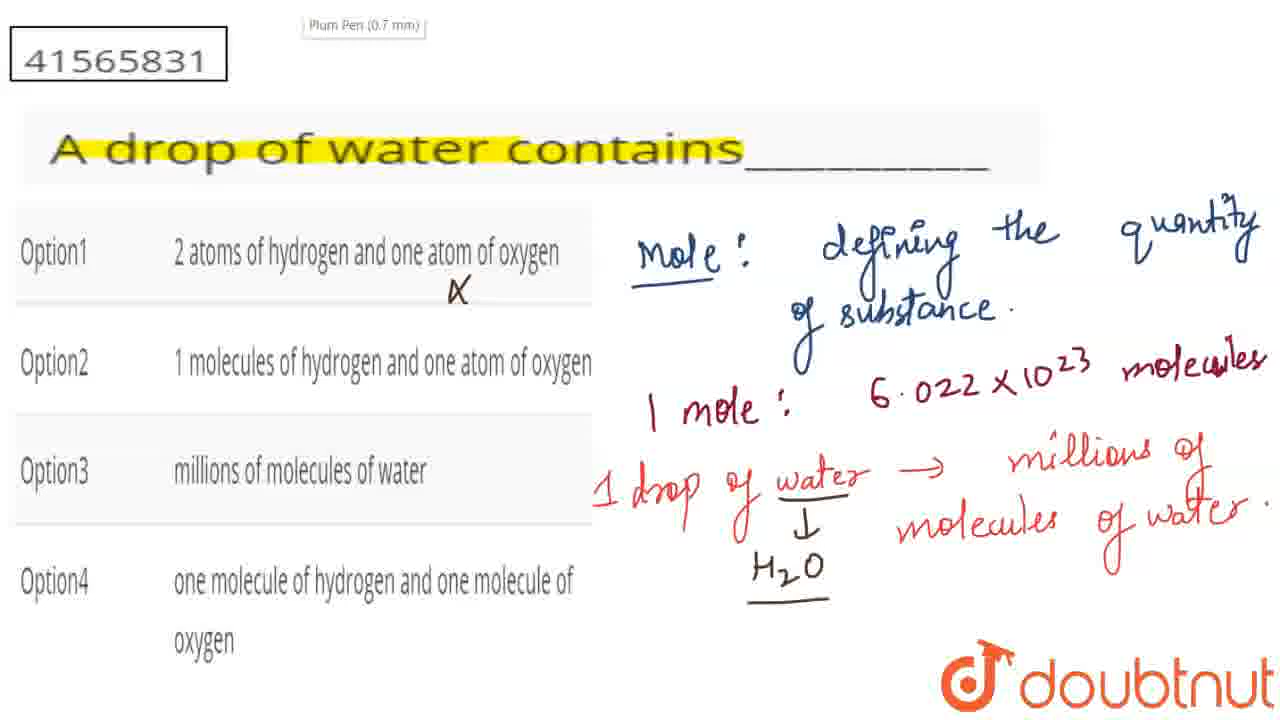 Plum Pen (0.7 mm)
41565831
A drop of water contains__________
Option1 2 atoms of hydrogen and one atom of oxygen
Option2 1 molecules of hydrogen and one atom of oxygen
Option3 millions of molecules of water
Option4 one molecule of hydrogen and one molecule of
oxygen
Mole : defining the quantity
of substance.
1 mole : 6.022 × 10²³ molecules
1 drop of water → millions of
molecules of water.
↓
H₂O
doubtnut